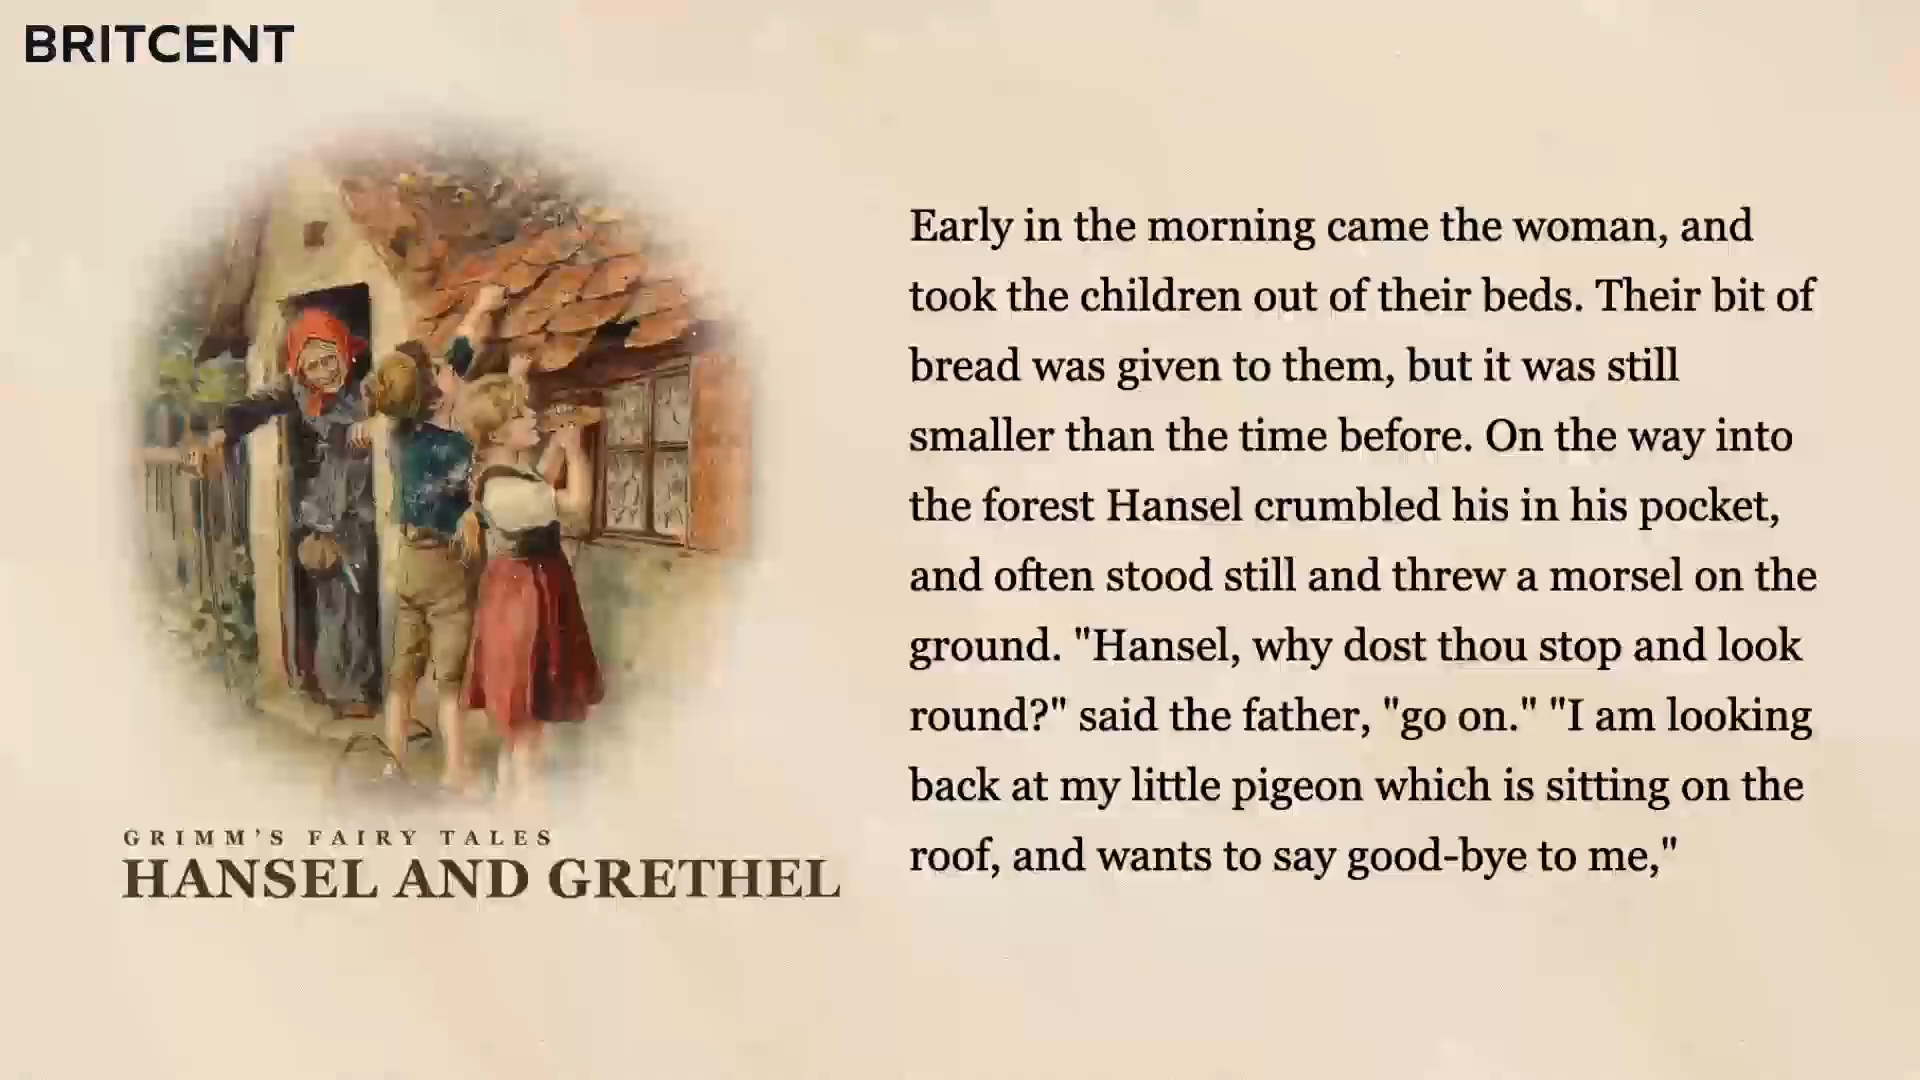 BRITCENT
Early in the morning came the woman, and
took the children out of their beds. Their bit of
bread was given to them, but it was still
smaller than the time before. On the way into
the forest Hansel crumbled his in his pocket,
and often stood still and threw a morsel on the
ground. "Hansel, why dost thou stop and look
round?" said the father, "go on." "I am looking
back at my little pigeon which is sitting on the
roof, and wants to say good-bye to me,"
GRIMM'S FAIRY TALES
HANSEL AND GRETHEL